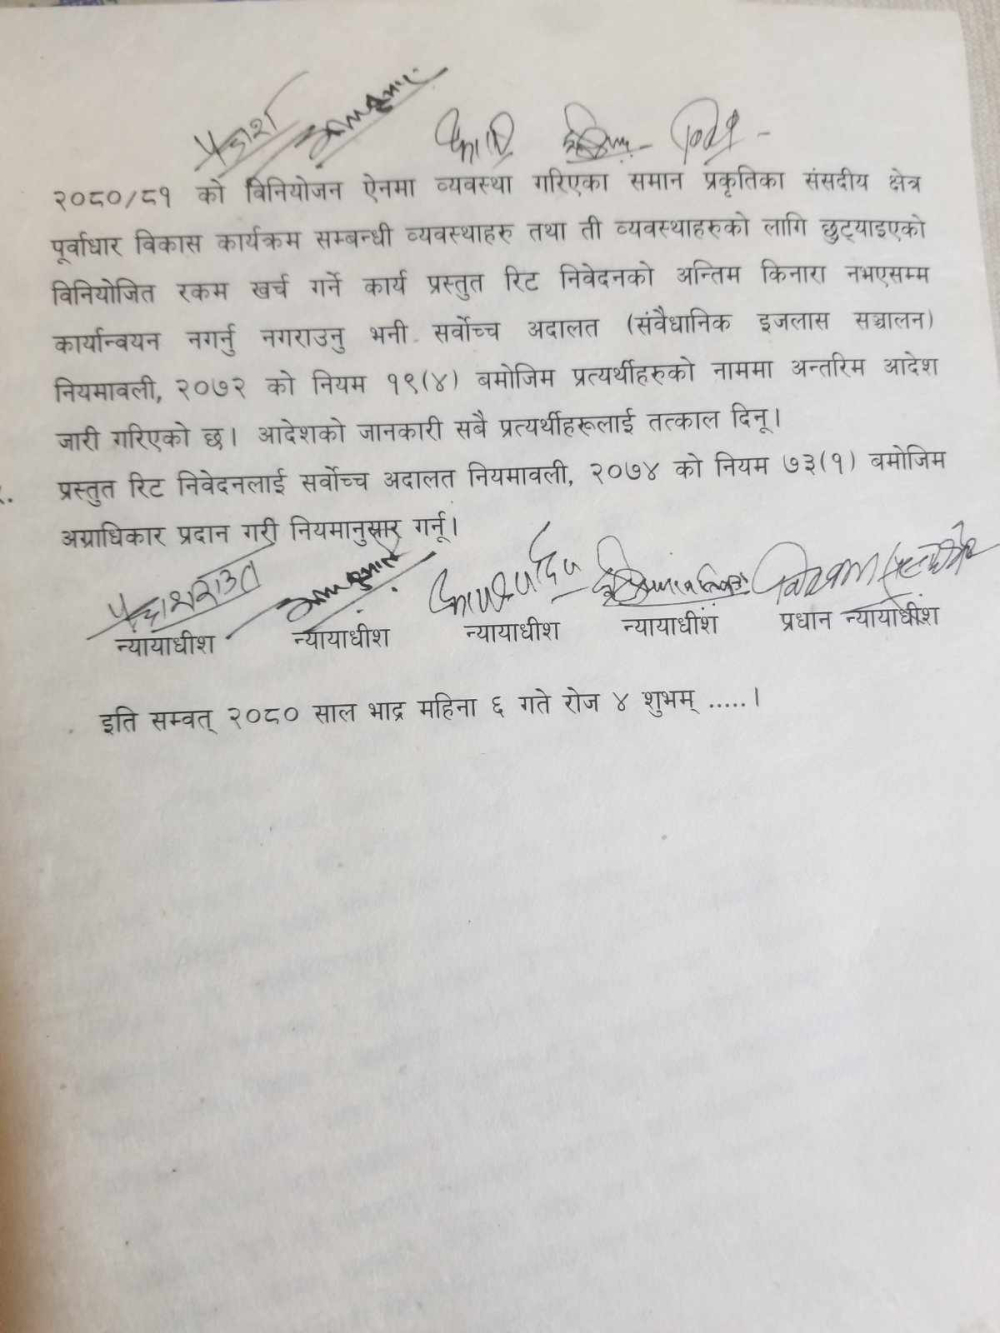 २०८०/८१ को विनियोजन ऐनमा व्यवस्था गरिएका समान प्रकृतिका संसदीय क्षेत्र
पूर्वाधार विकास कार्यक्रम सम्बन्धी व्यवस्थाहरु तथा ती व्यवस्थाहरुको लागि छुट्याइएको
विनियोजित रकम खर्च गर्ने कार्य प्रस्तुत रिट निवेदनको अन्तिम किनारा नभएसम्म
कार्यान्वयन नगर्नु नगराउनु भनी सर्वोच्च अदालत (संवैधानिक इजलास सञ्चालन)
नियमावली, २०७२ को नियम १९(४) बमोजिम प्रत्यर्थीहरुको नाममा अन्तरिम आदेश
जारी गरिएको छ। आदेशको जानकारी सबै प्रत्यर्थीहरूलाई तत्काल दिनू।
प्रस्तुत रिट निवेदनलाई सर्वोच्च अदालत नियमावली, २०७४ को नियम ७३(१) बमोजिम
अग्राधिकार प्रदान गरी नियमानुसार गर्नू।
न्यायाधीश न्यायाधीश न्यायाधीश न्यायाधीश प्रधान न्यायाधीश
इति सम्वत् २०८० साल भाद्र महिना ६ गते रोज ४ शुभम् .....।